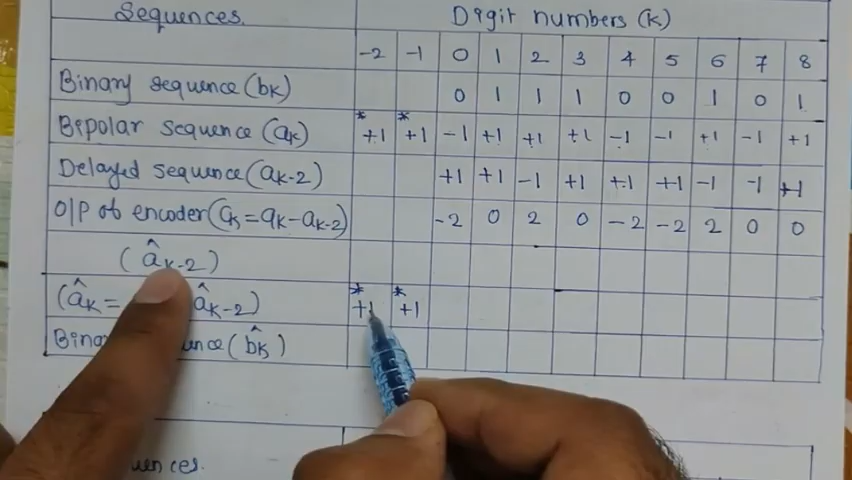 Sequences. Digit numbers (K)
-2 -1 0 1 2 3 4 5 6 7 8
Binary sequence (bK) 0 1 1 1 0 0 1 0 1
Bipolar sequence (aK) *+1 *+1 -1 +1 +1 +1 -1 -1 +1 -1 +1
Delayed sequence (aK-2) +1 +1 -1 +1 +1 +1 -1 -1 +1
O/P of encoder (CK = aK - aK-2) -2 0 2 0 -2 -2 2 0 0
(âK-2)
(âK = âK-2) *+1 *+1
(b̂K)